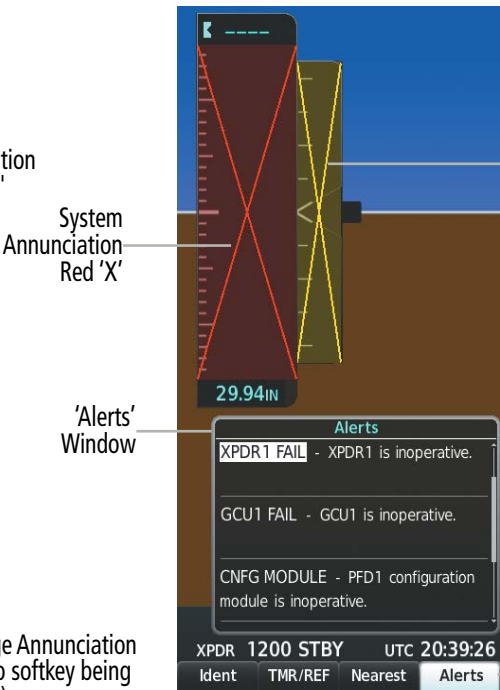 ----
tion
'
System
Annunciation
Red 'X'
29.94IN
'Alerts'
Window
Alerts
XPDR1 FAIL - XPDR1 is inoperative.
GCU1 FAIL - GCU1 is inoperative.
CNFG MODULE - PFD1 configuration
module is inoperative.
ge Annunciation
o softkey being
)
XPDR 1200 STBY UTC 20:39:26
Ident TMR/REF Nearest Alerts